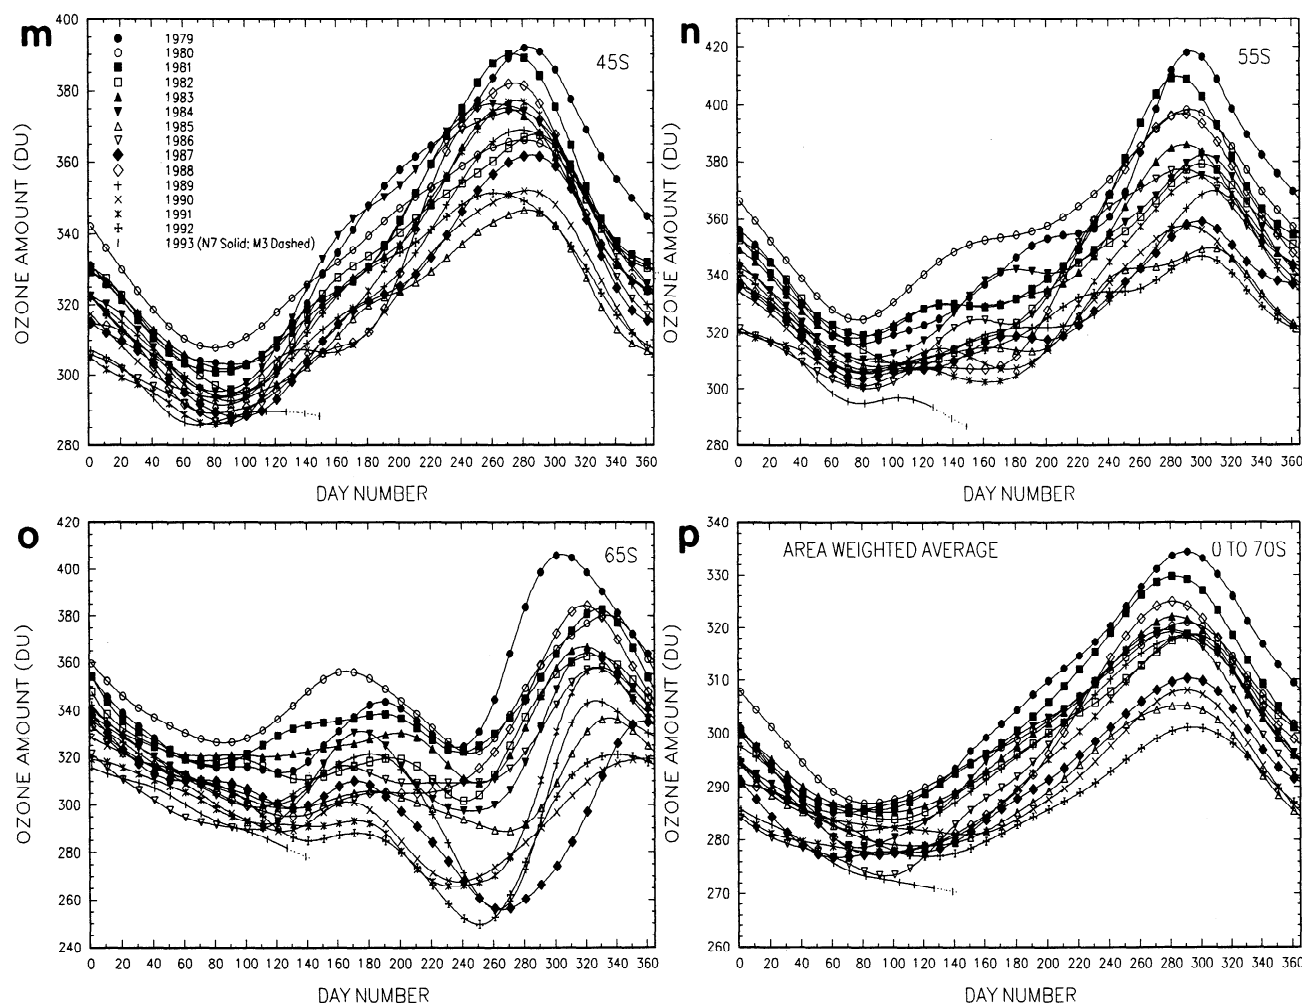 m
45S
OZONE AMOUNT (DU)
400
380
360
340
320
300
280
1979
1980
1981
1982
1983
1984
1985
1986
1987
1988
1989
1990
1991
1992
1993 (N7 Solid; M3 Dashed)
0 20 40 60 80 100 120 140 160 180 200 220 240 260 280 300 320 340 360
DAY NUMBER
n
55S
OZONE AMOUNT (DU)
420
400
380
360
340
320
300
280
0 20 40 60 80 100 120 140 160 180 200 220 240 260 280 300 320 340 360
DAY NUMBER
o
65S
OZONE AMOUNT (DU)
420
400
380
360
340
320
300
280
260
240
0 20 40 60 80 100 120 140 160 180 200 220 240 260 280 300 320 340 360
DAY NUMBER
p
AREA WEIGHTED AVERAGE 0 TO 70S
OZONE AMOUNT (DU)
340
330
320
310
300
290
280
270
260
0 20 40 60 80 100 120 140 160 180 200 220 240 260 280 300 320 340 360
DAY NUMBER